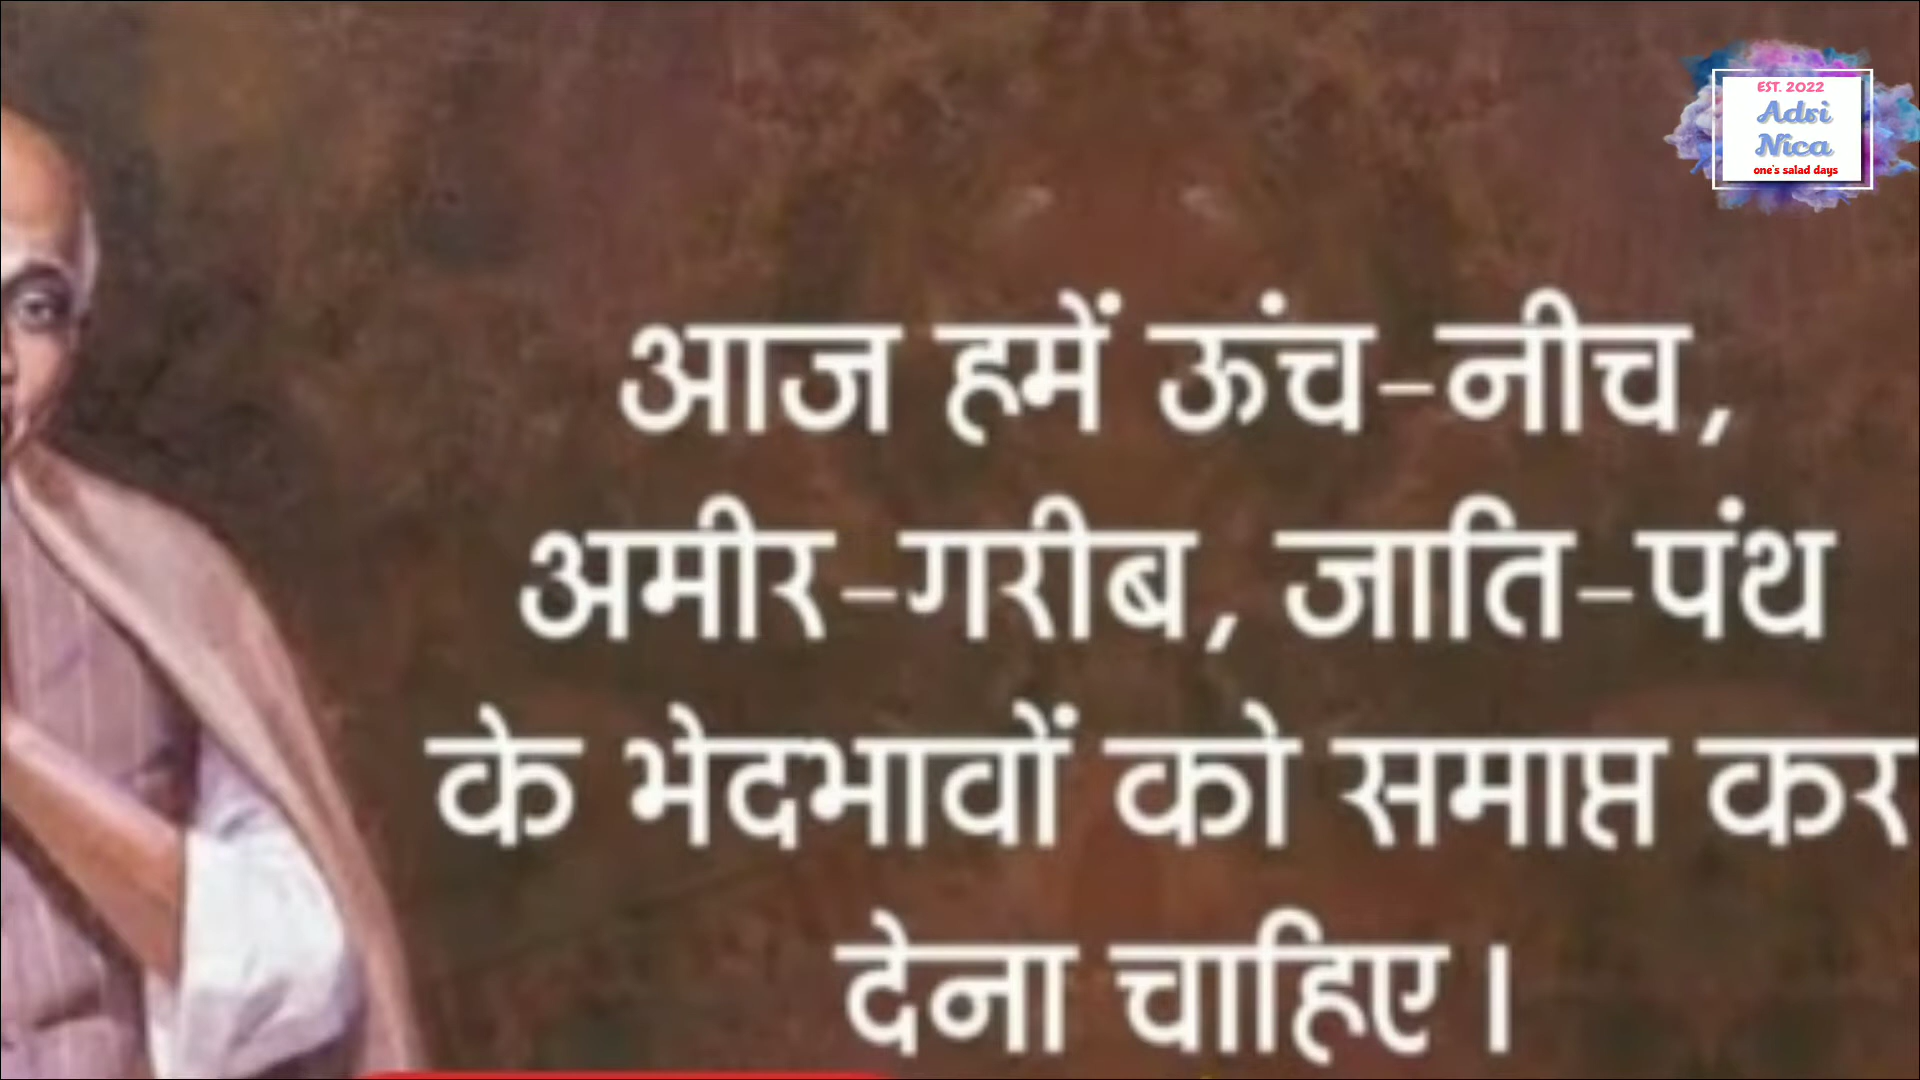 EST. 2022
Adri
Nica
one's salad days
आज हमें ऊंच-नीच,
अमीर-गरीब, जाति-पंथ
के भेदभावों को समाप्त कर
देना चाहिए।